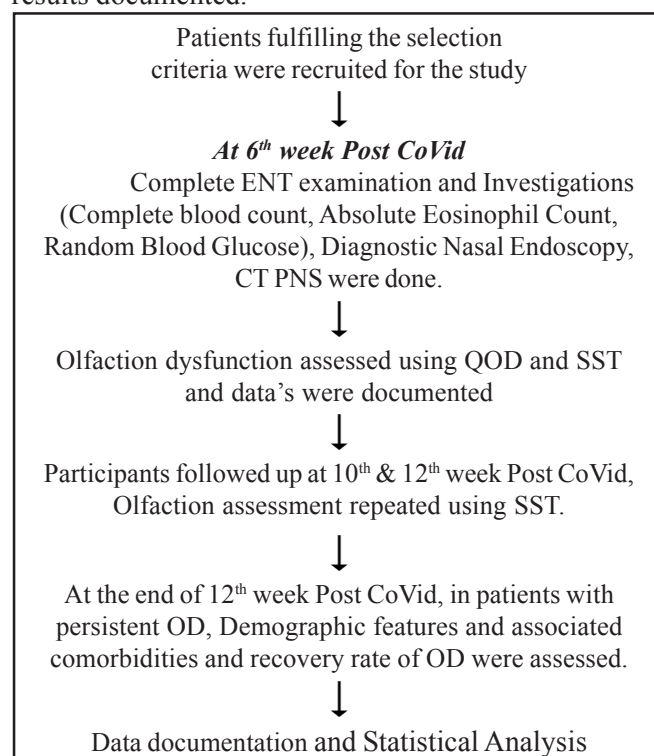 results documented.
Patients fulfilling the selection
criteria were recruited for the study
At 6th week Post CoVid
Complete ENT examination and Investigations
(Complete blood count, Absolute Eosinophil Count,
Random Blood Glucose), Diagnostic Nasal Endoscopy,
CT PNS were done.
Olfaction dysfunction assessed using QOD and SST
and data's were documented
Participants followed up at 10th & 12th week Post CoVid,
Olfaction assessment repeated using SST.
At the end of 12th week Post CoVid, in patients with
persistent OD, Demographic features and associated
comorbidities and recovery rate of OD were assessed.
Data documentation and Statistical Analysis